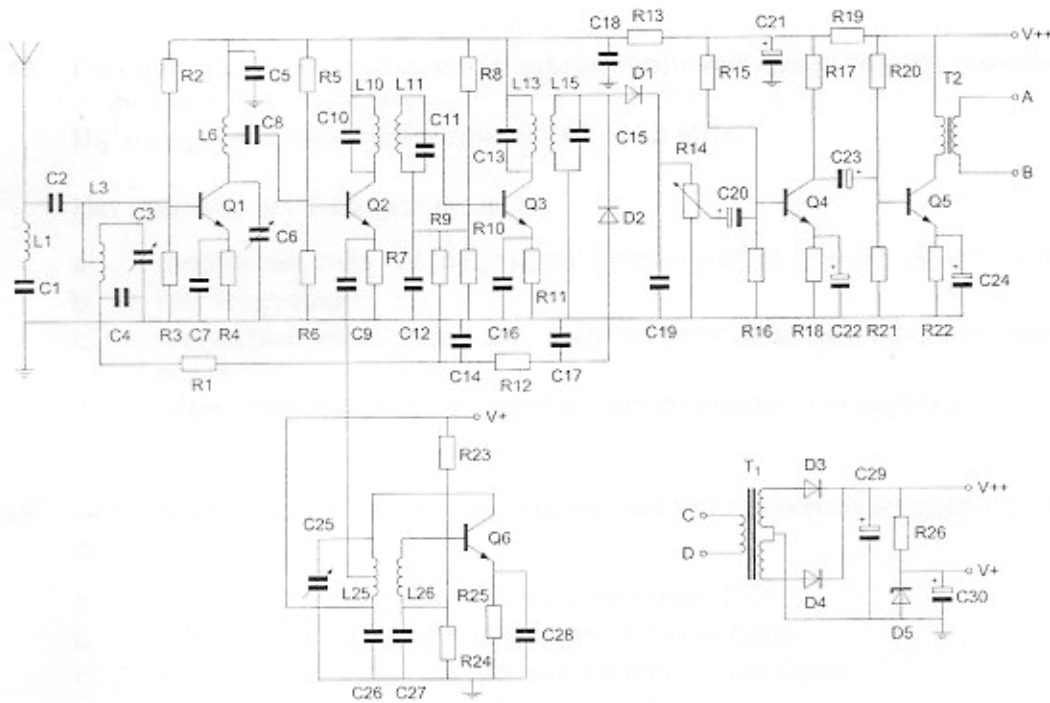 C18 R13 C21 R19 V++
R2 C5 R5 R8 L13 L15 D1 R15 R17 R20 T2
L10 L11 A
L6 C8 C10 C11 C13 C15 R14 C23 B
C2 L3 C3 Q1 Q2 R9 Q3 D2 C20 Q4 Q5
L1 C6 R7 R10 R11 C24
C1
C4 R3 C7 R4 R6 C9 C12 C16 C19 R16 R18 C22 R21 R22
R1 C14 R12 C17
V+
R23 T1 D3 C29 V++
C25 Q6 C R26
D V+
L25 L26 R25 D4 C30
R24 C28 D5
C26 C27